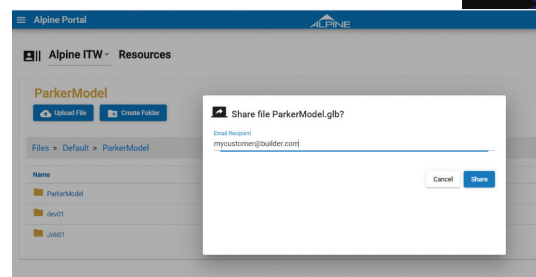 Alpine Portal
ALPINE
Alpine ITW Resources
ParkerModel
Upload File Create Folder
Files > Default > ParkerModel
Name
ParkerModel
dev01
Job01
Share file ParkerModel.glb?
Email Recipient
mycustomer@builder.com
Cancel Share